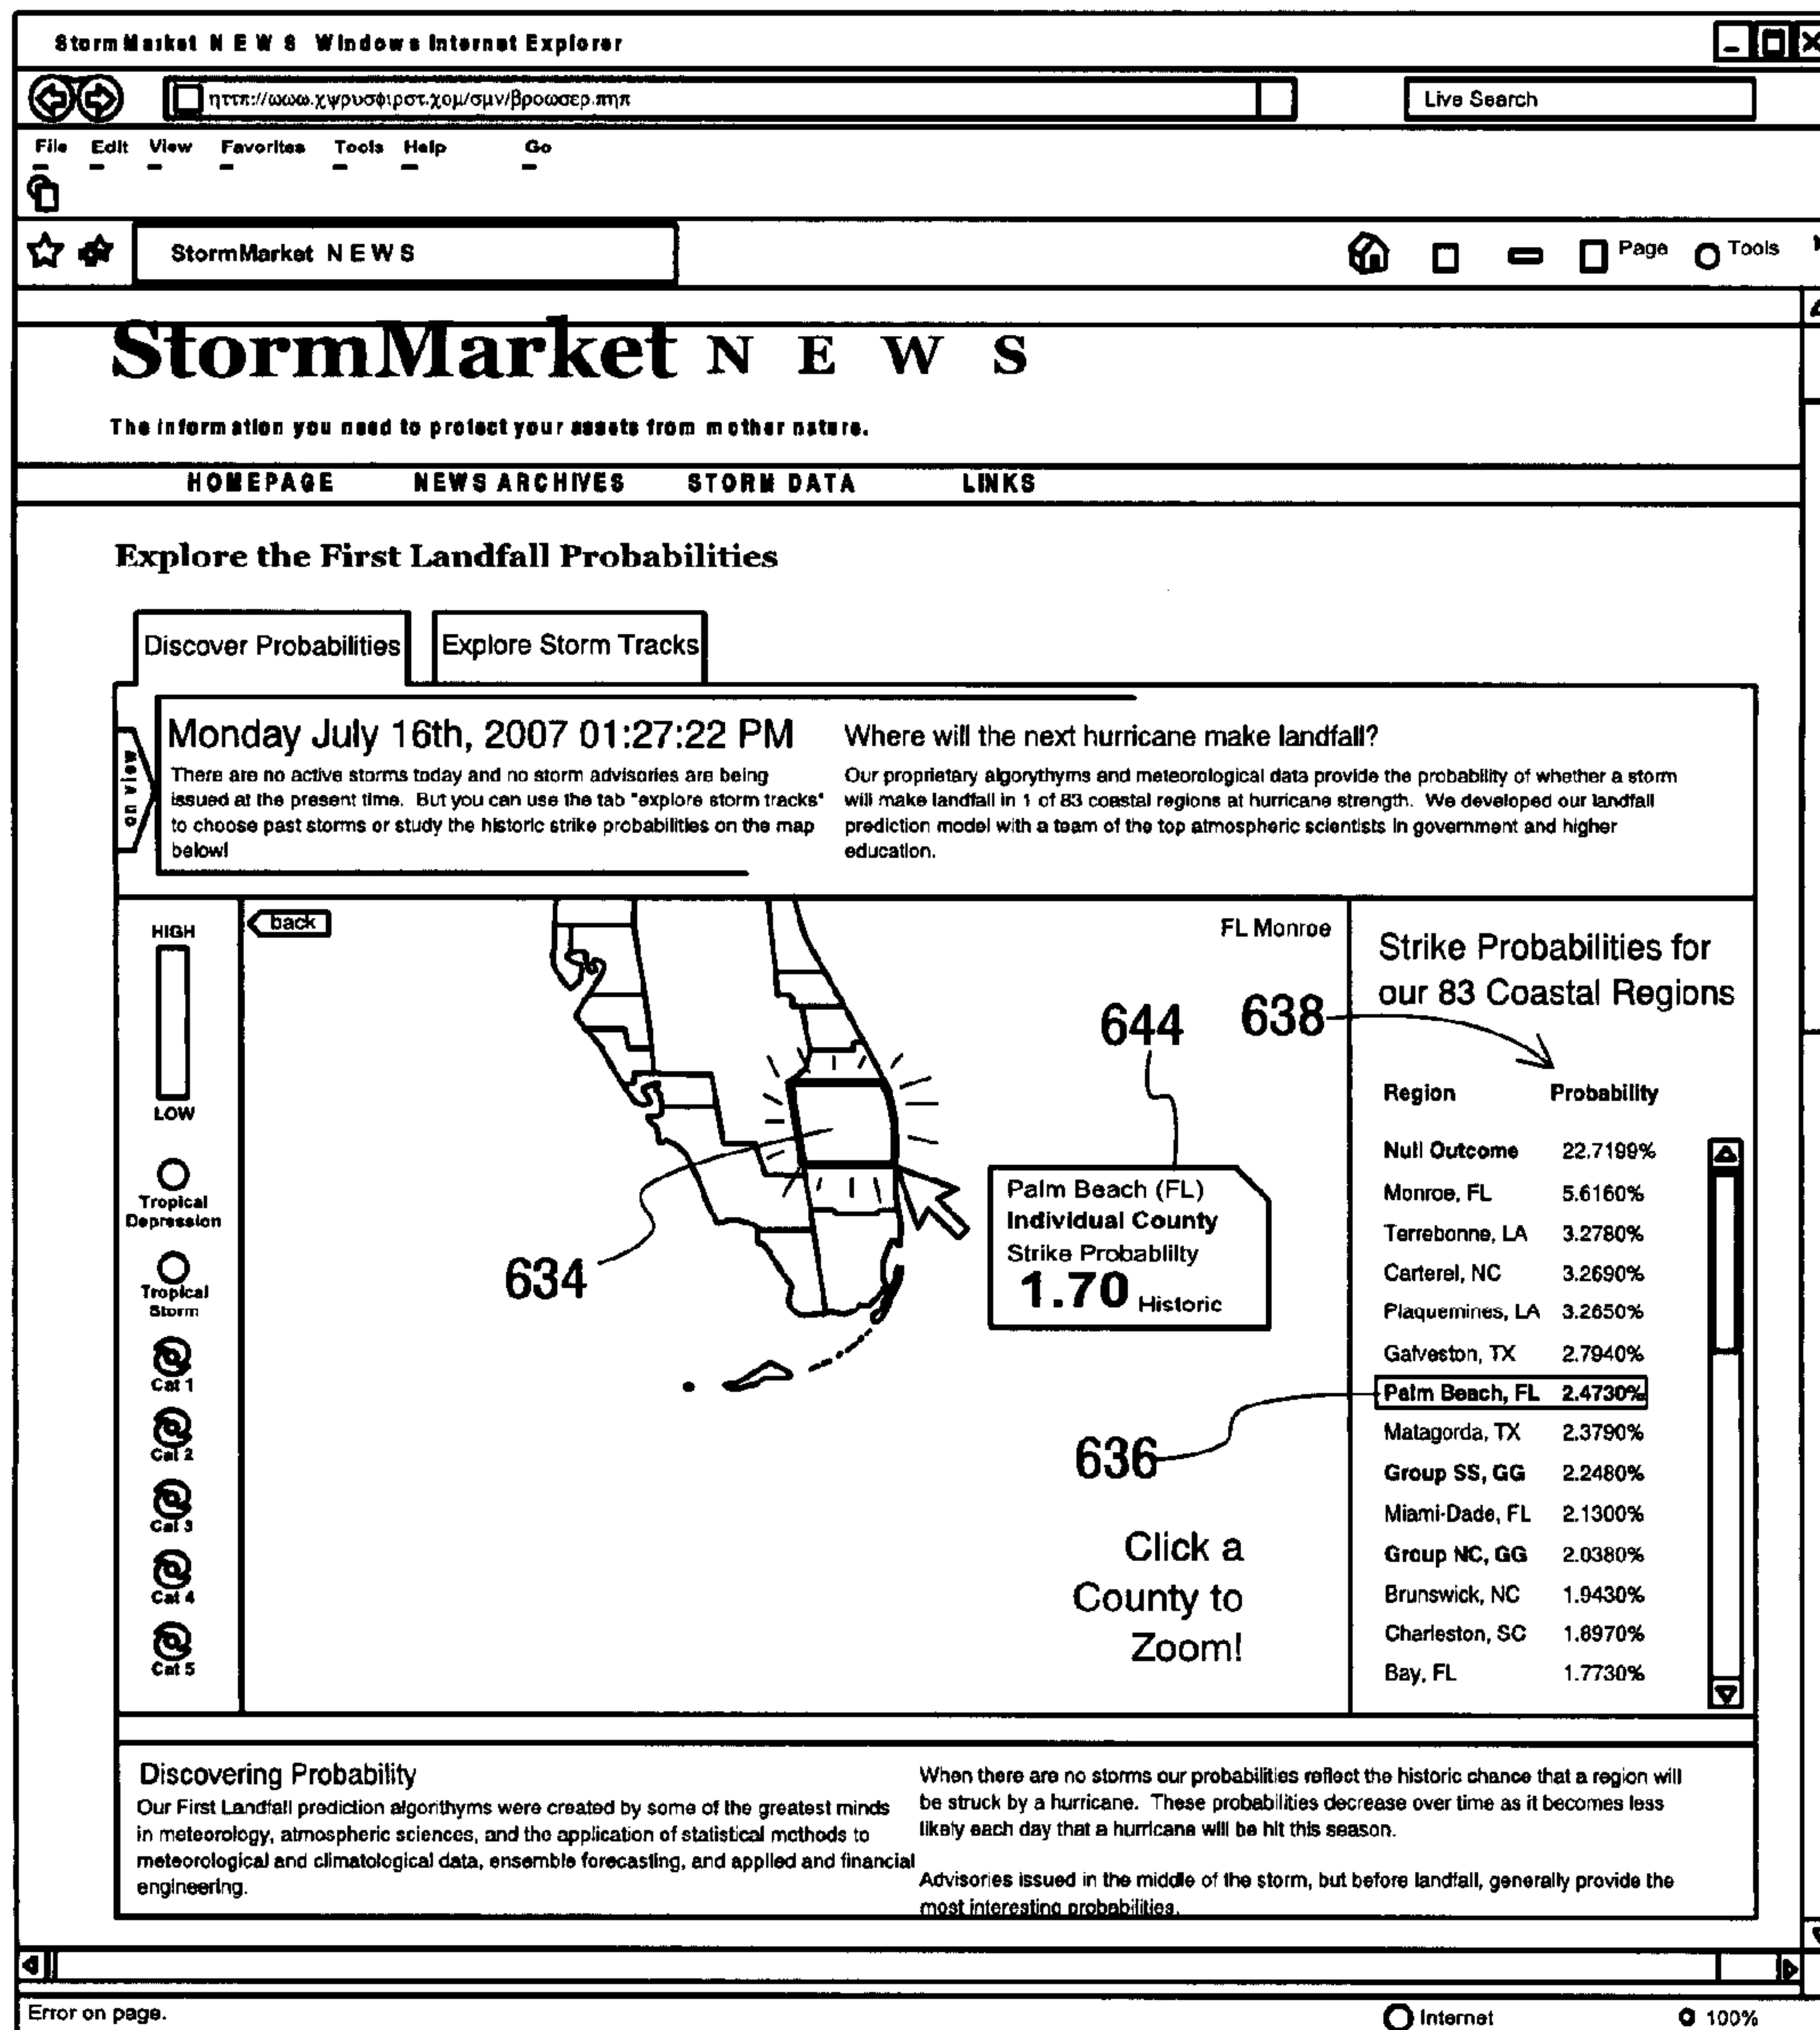 StormMarket N E W S Windows Internet Explorer
ηττπ://ωωω.χψρυσφιρστ.χομ/σμν/βροωσερ.πηπ
Live Search
File Edit View Favorites Tools Help Go
StormMarket N E W S
Page
Tools
StormMarket N E W S
The information you need to protect your assets from mother nature.
HOMEPAGE NEWS ARCHIVES STORM DATA LINKS
Explore the First Landfall Probabilities
Discover Probabilities
Explore Storm Tracks
Monday July 16th, 2007 01:27:22 PM
There are no active storms today and no storm advisories are being
issued at the present time. But you can use the tab "explore storm tracks"
to choose past storms or study the historic strike probabilities on the map
below!
Where will the next hurricane make landfall?
Our proprietary algorythyms and meteorological data provide the probability of whether a storm
will make landfall in 1 of 83 coastal regions at hurricane strength. We developed our landfall
prediction model with a team of the top atmospheric scientists in government and higher
education.
HIGH
LOW
Tropical
Depression
Tropical
Storm
Cat 1
Cat 2
Cat 3
Cat 4
Cat 5
back
FL Monroe
644
638
634
636
Palm Beach (FL)
Individual County
Strike Probablilty
1.70 Historic
Click a
County to
Zoom!
Strike Probabilities for
our 83 Coastal Regions
Region Probability
Null Outcome 22.7199%
Monroe, FL 5.6160%
Terrebonne, LA 3.2780%
Carterel, NC 3.2690%
Plaquemines, LA 3.2650%
Galveston, TX 2.7940%
Palm Beach, FL 2.4730%
Matagorda, TX 2.3790%
Group SS, GG 2.2480%
Miami-Dade, FL 2.1300%
Group NC, GG 2.0380%
Brunswick, NC 1.9430%
Charleston, SC 1.8970%
Bay, FL 1.7730%
Discovering Probability
Our First Landfall prediction algorithyms were created by some of the greatest minds
in meteorology, atmospheric sciences, and the application of statistical methods to
meteorological and climatological data, ensemble forecasting, and applied and financial
engineering.
When there are no storms our probabilities reflect the historic chance that a region will
be struck by a hurricane. These probabilities decrease over time as it becomes less
likely each day that a hurricane will be hit this season.
Advisories issued in the middle of the storm, but before landfall, generally provide the
most interesting probabilities.
Error on page.
Internet
100%